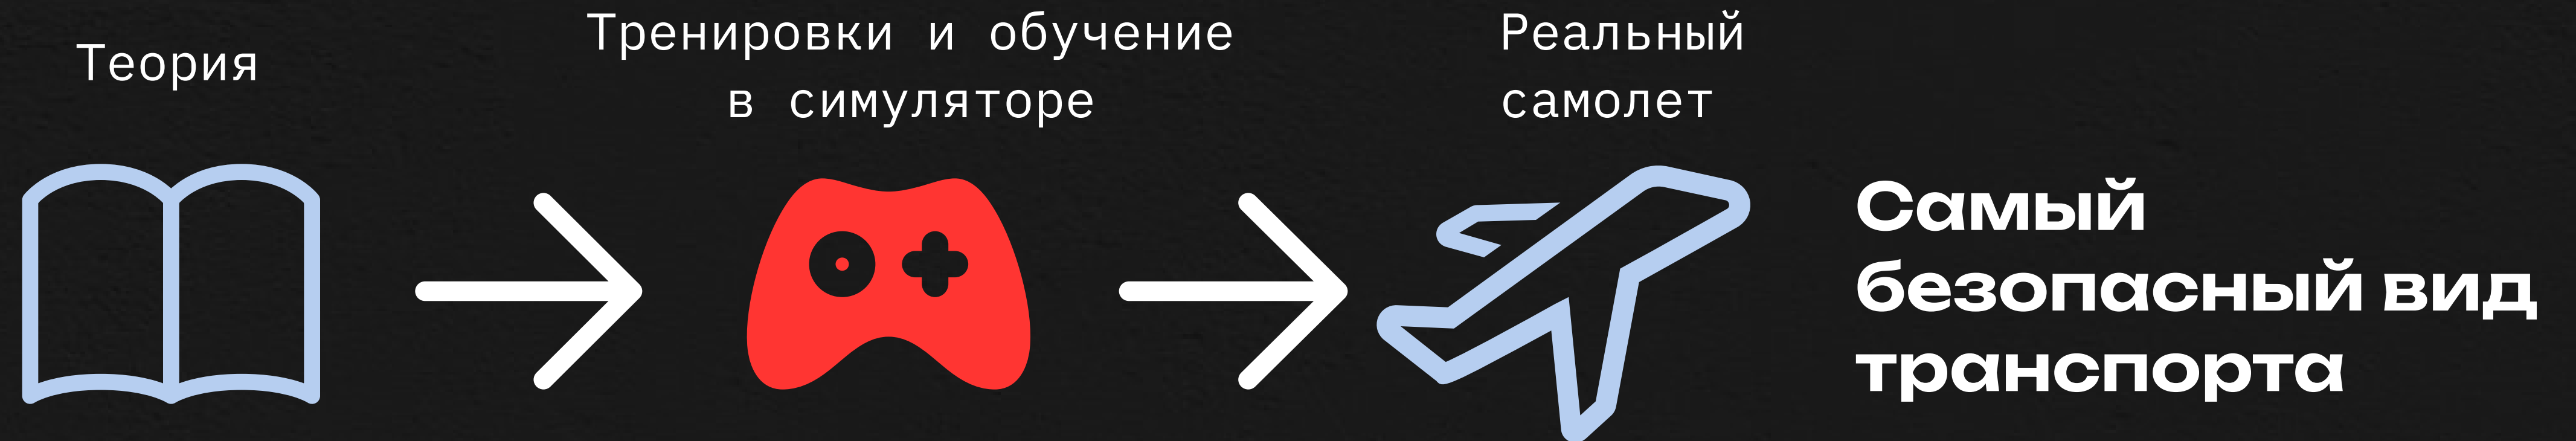 Теория
Тренировки и обучение
в симуляторе
Реальный
самолет
Самый
безопасный вид
транспорта